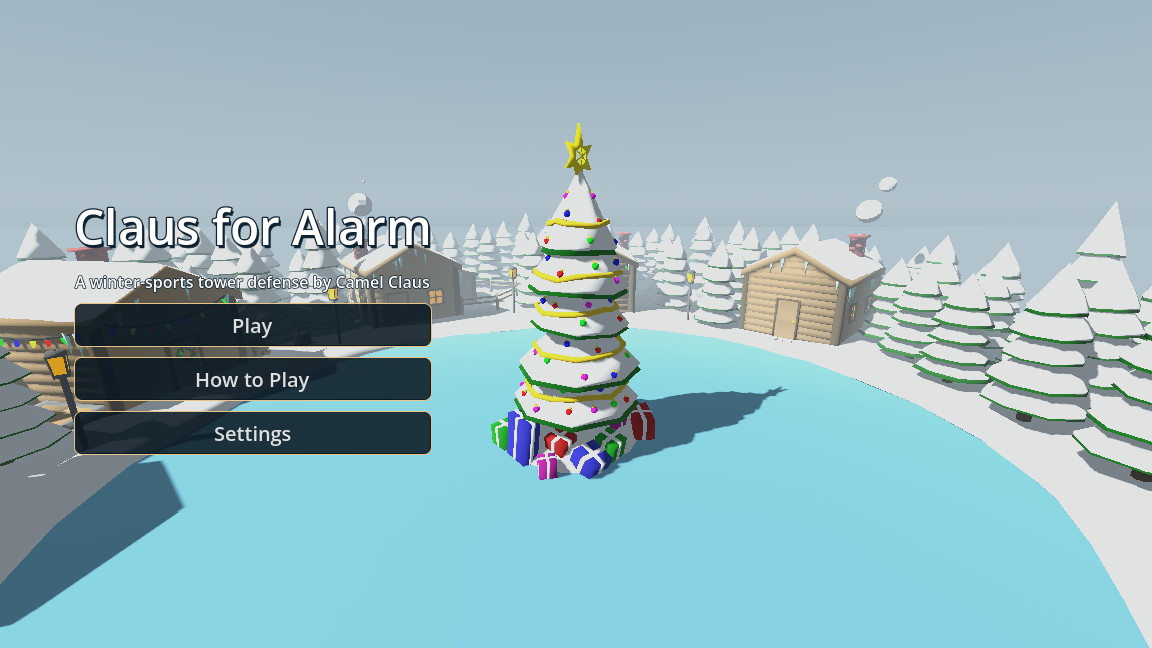 Claus for Alarm
A winter-sports tower defense by Camel Claus
Play
How to Play
Settings